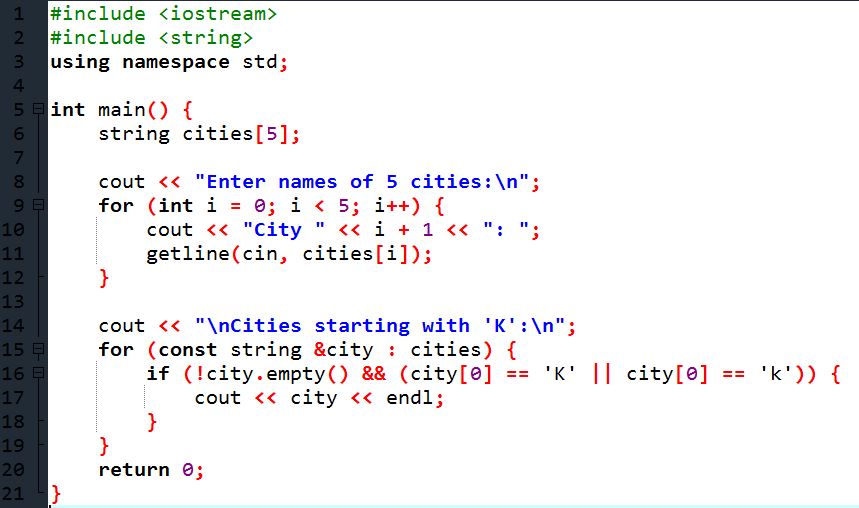 1 #include <iostream>
2 #include <string>
3 using namespace std;
4
5 int main() {
6     string cities[5];
7
8     cout << "Enter names of 5 cities:\n";
9     for (int i = 0; i < 5; i++) {
10         cout << "City " << i + 1 << ": ";
11         getline(cin, cities[i]);
12     }
13
14     cout << "\nCities starting with 'K':\n";
15     for (const string &city : cities) {
16         if (!city.empty() && (city[0] == 'K' || city[0] == 'k')) {
17             cout << city << endl;
18         }
19     }
20     return 0;
21 }